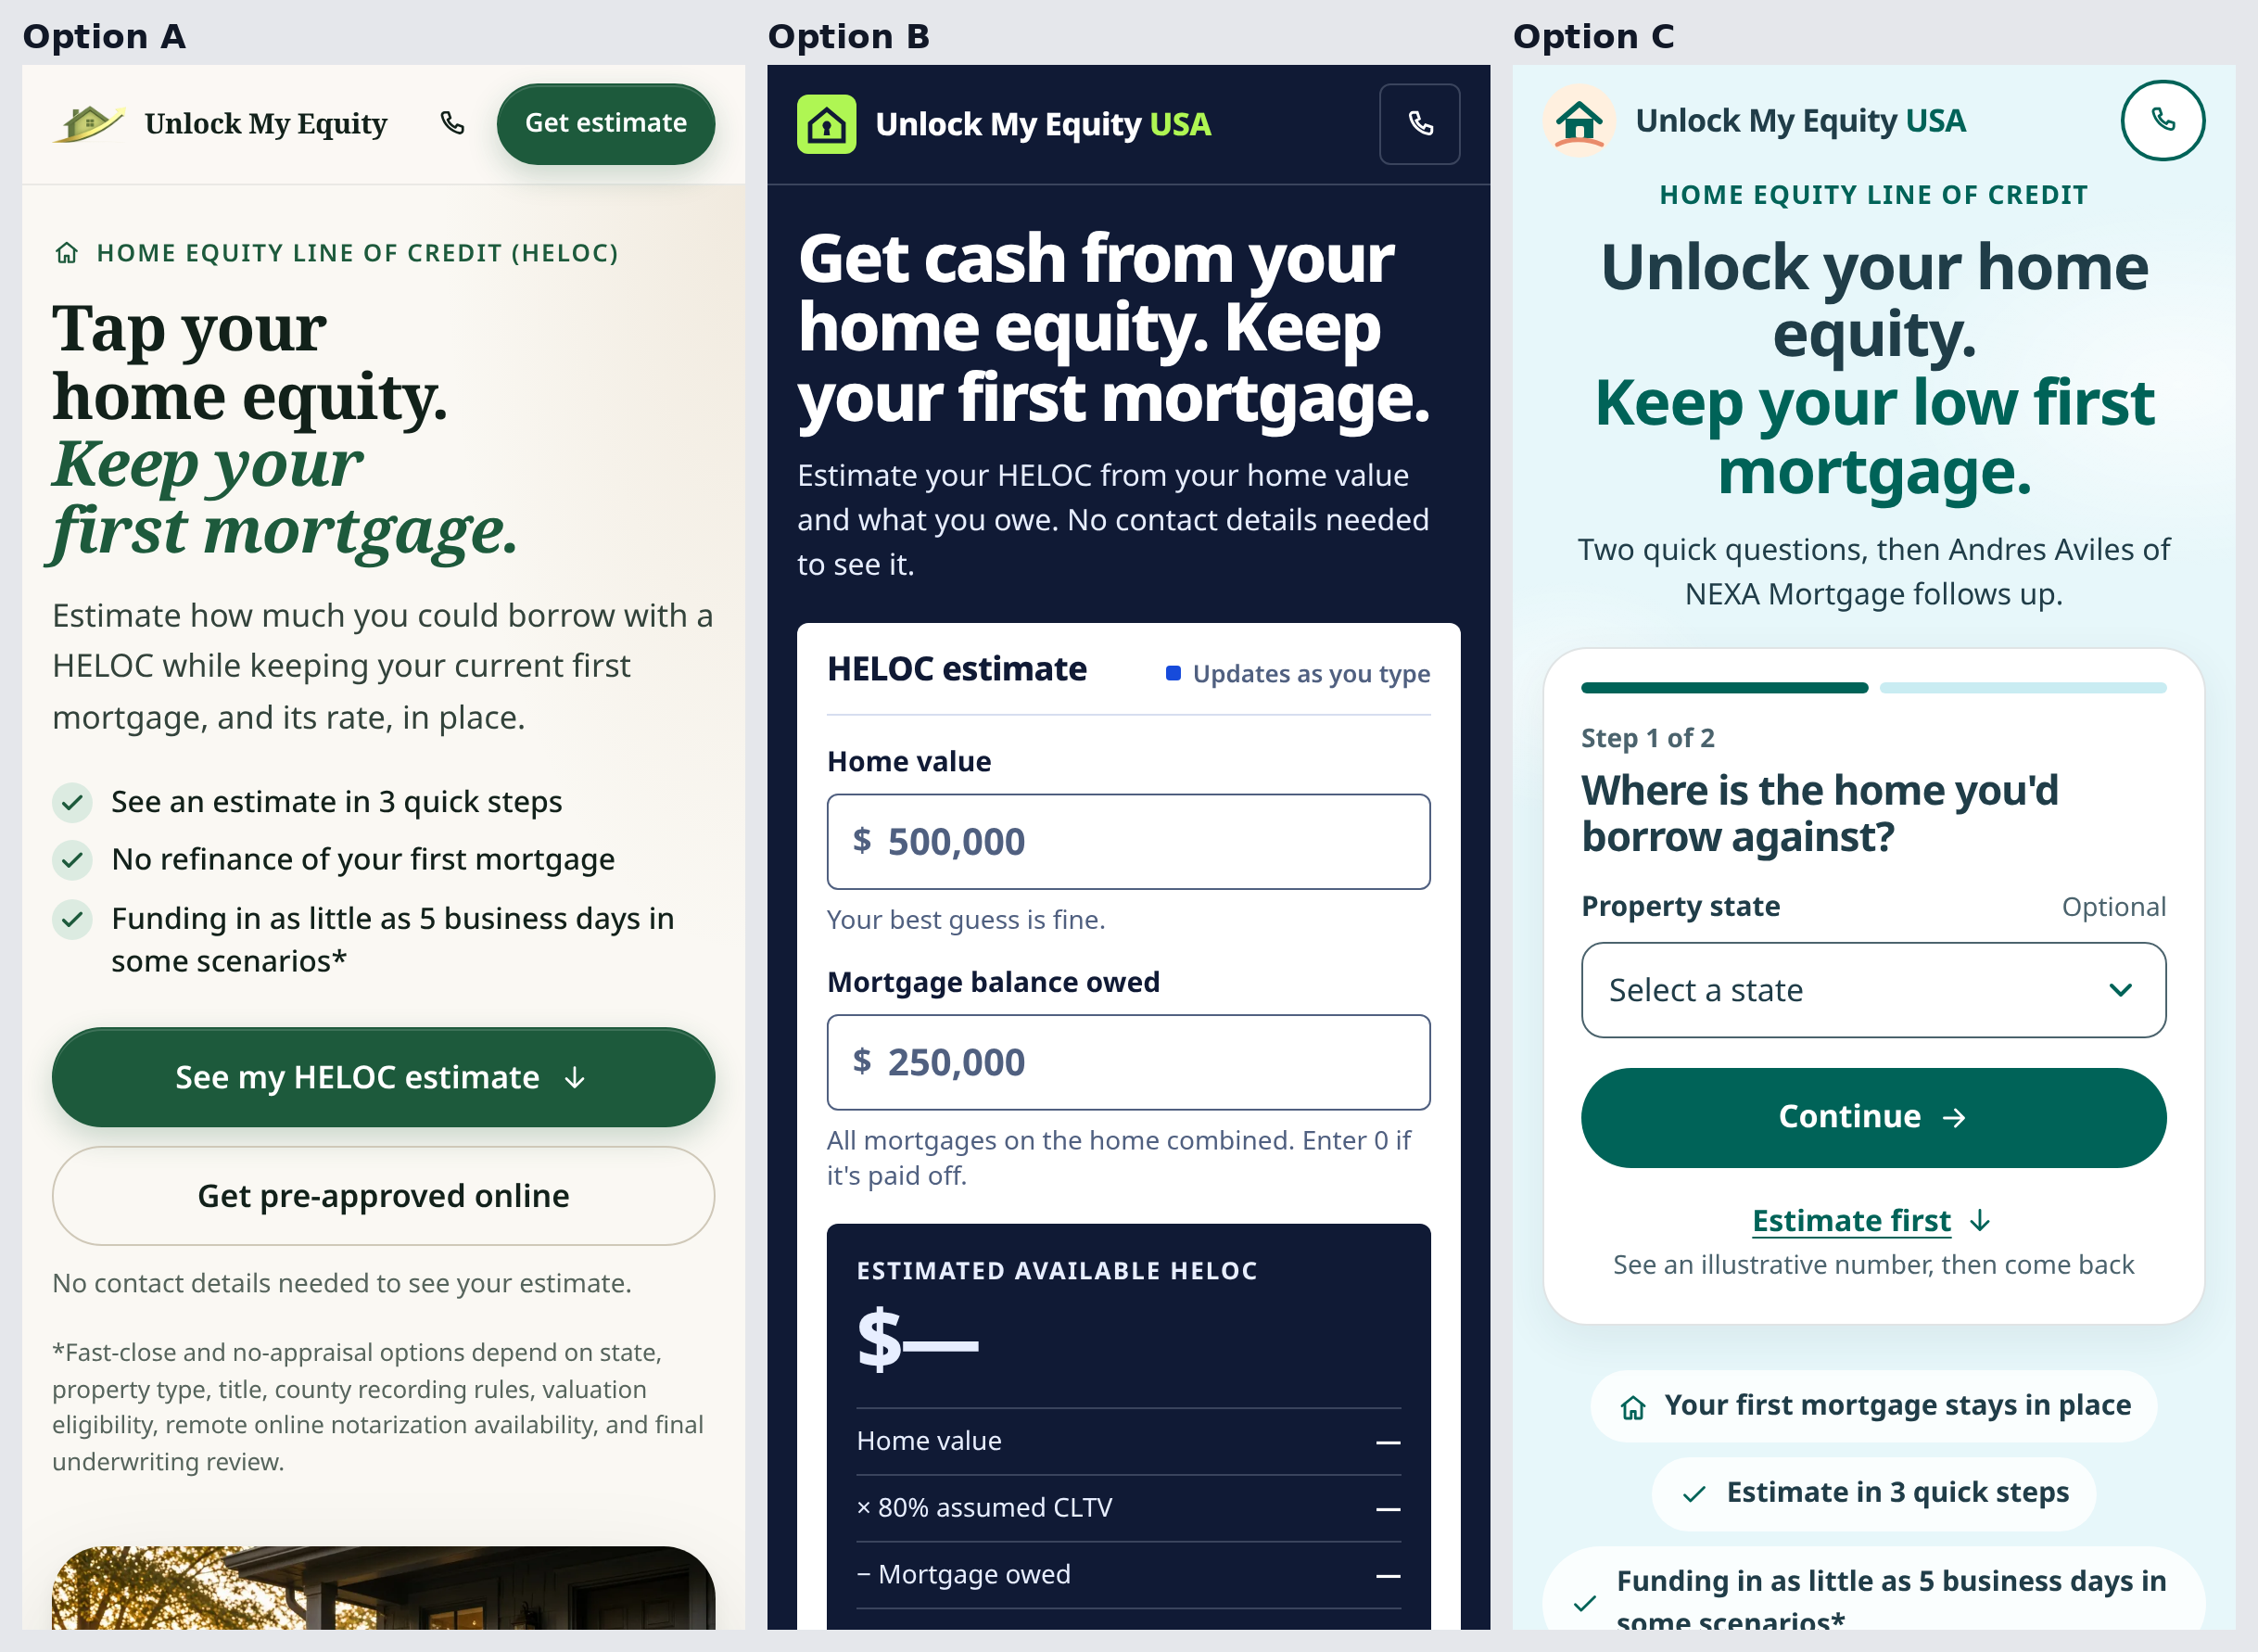 Option A
Unlock My Equity
Get estimate
HOME EQUITY LINE OF CREDIT (HELOC)
Tap your
home equity.
Keep your
first mortgage.
Estimate how much you could borrow with a
HELOC while keeping your current first
mortgage, and its rate, in place.
See an estimate in 3 quick steps
No refinance of your first mortgage
Funding in as little as 5 business days in
some scenarios*
See my HELOC estimate
Get pre-approved online
No contact details needed to see your estimate.
*Fast-close and no-appraisal options depend on state,
property type, title, county recording rules, valuation
eligibility, remote online notarization availability, and final
underwriting review.
Option B
Unlock My Equity USA
Get cash from your
home equity. Keep
your first mortgage.
Estimate your HELOC from your home value
and what you owe. No contact details needed
to see it.
HELOC estimate
Updates as you type
Home value
$ 500,000
Your best guess is fine.
Mortgage balance owed
$ 250,000
All mortgages on the home combined. Enter 0 if
it's paid off.
ESTIMATED AVAILABLE HELOC
$—
Home value —
× 80% assumed CLTV —
− Mortgage owed —
Option C
Unlock My Equity USA
HOME EQUITY LINE OF CREDIT
Unlock your home
equity.
Keep your low first
mortgage.
Two quick questions, then Andres Aviles of
NEXA Mortgage follows up.
Step 1 of 2
Where is the home you'd
borrow against?
Property state
Optional
Select a state
Continue
Estimate first
See an illustrative number, then come back
Your first mortgage stays in place
Estimate in 3 quick steps
Funding in as little as 5 business days in
some scenarios*